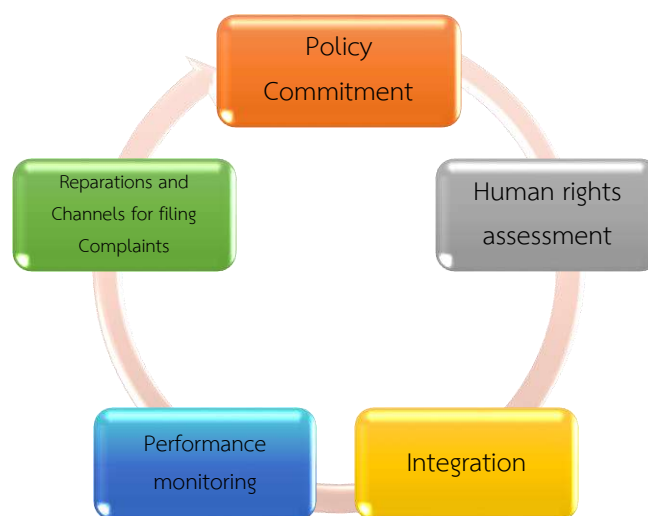 Policy
Commitment
Human rights
assessment
Integration
Performance
monitoring
Reparations and
Channels for filing
Complaints